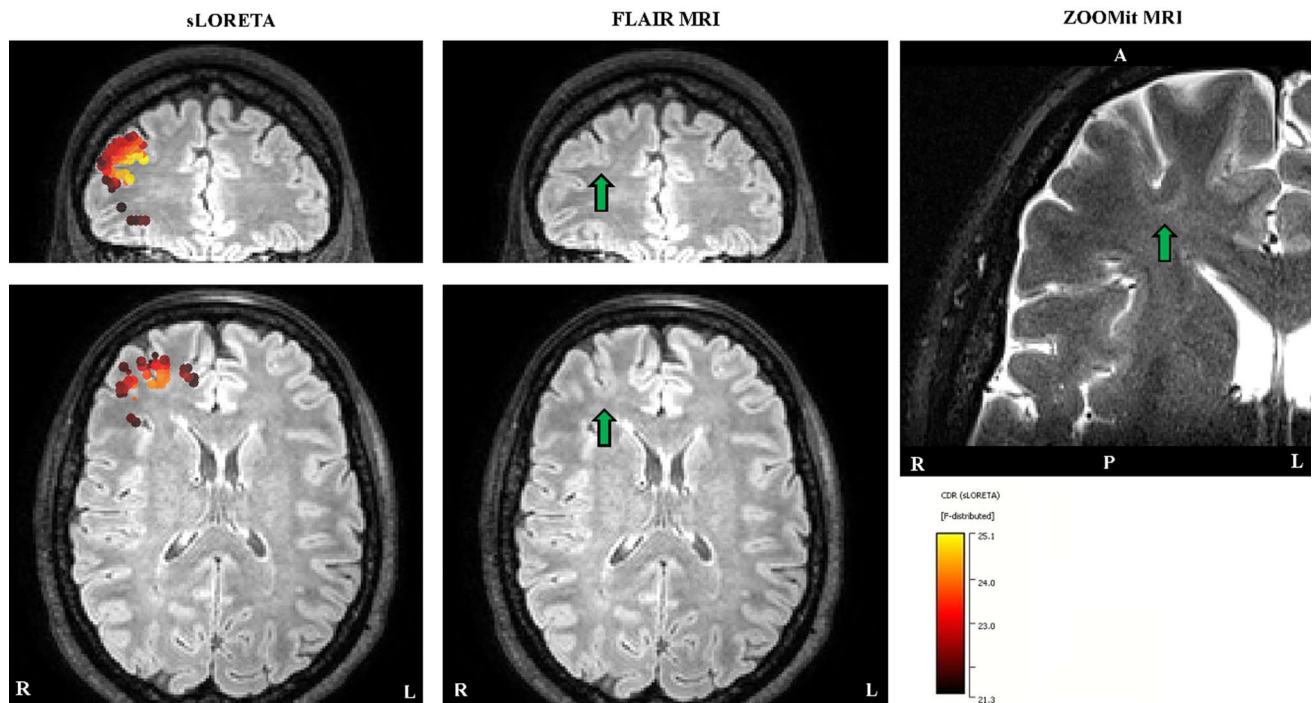 sLORETA
FLAIR MRI
ZOOMit MRI
A
R
P
L
R
L
R
L
CDR (sLORETA)
[F-distributed]
25.1
24.0
23.0
21.3